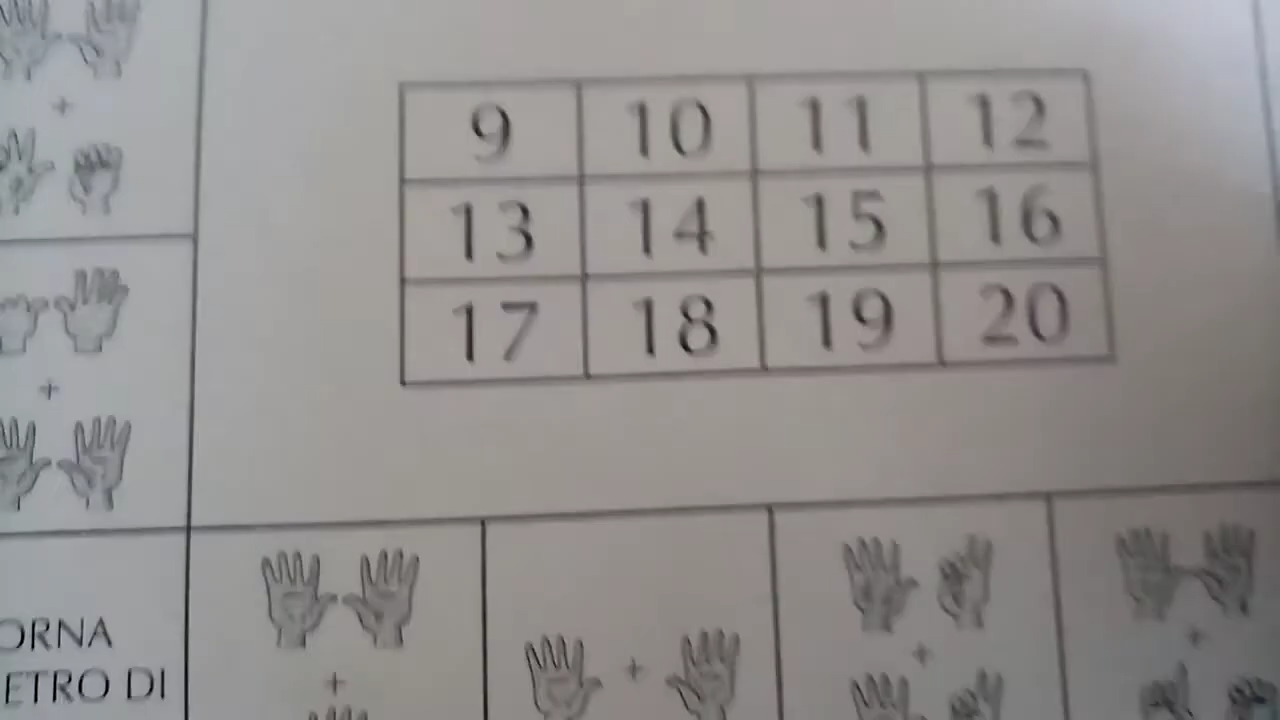 9 10 11 12
13 14 15 16
17 18 19 20
+
+
ORNA
ETRO DI
+
+
+
+